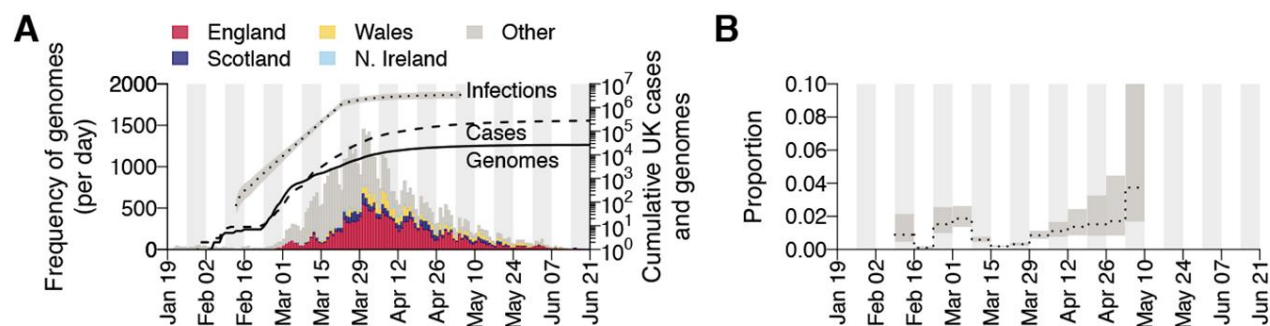 A
England
Wales
Other
Scotland
N. Ireland
Frequency of genomes
(per day)
2000
1500
1000
500
0
Infections
Cases
Genomes
10^7
10^6
10^5
10^4
10^3
10^2
10^1
10^0
Cumulative UK cases
and genomes
Jan 19
Feb 02
Feb 16
Mar 01
Mar 15
Mar 29
Apr 12
Apr 26
May 10
May 24
Jun 07
Jun 21
B
Proportion
0.10
0.08
0.06
0.04
0.02
0.00
Jan 19
Feb 02
Feb 16
Mar 01
Mar 15
Mar 29
Apr 12
Apr 26
May 10
May 24
Jun 07
Jun 21